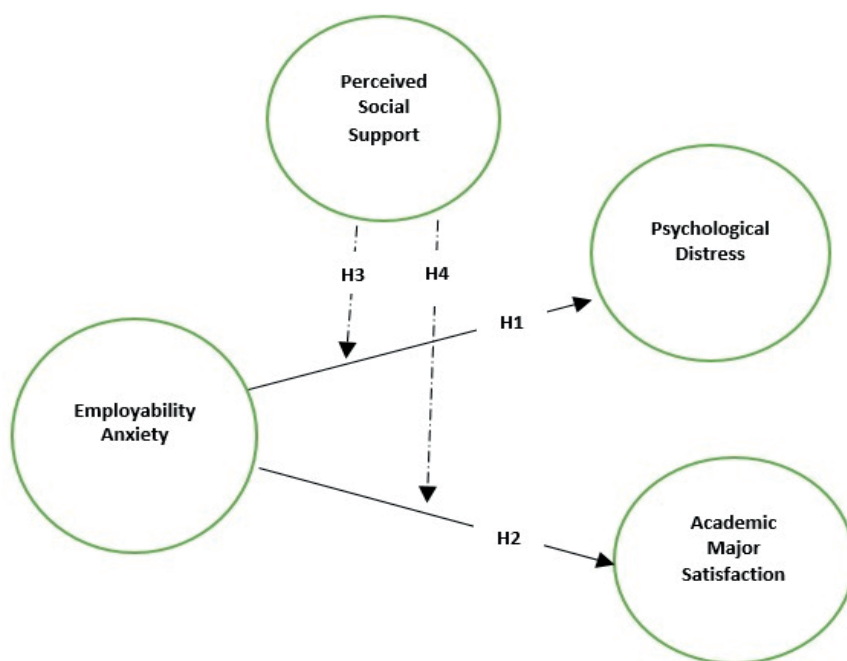 Perceived
Social
Support
Psychological
Distress
H3
H4
H1
Employability
Anxiety
H2
Academic
Major
Satisfaction